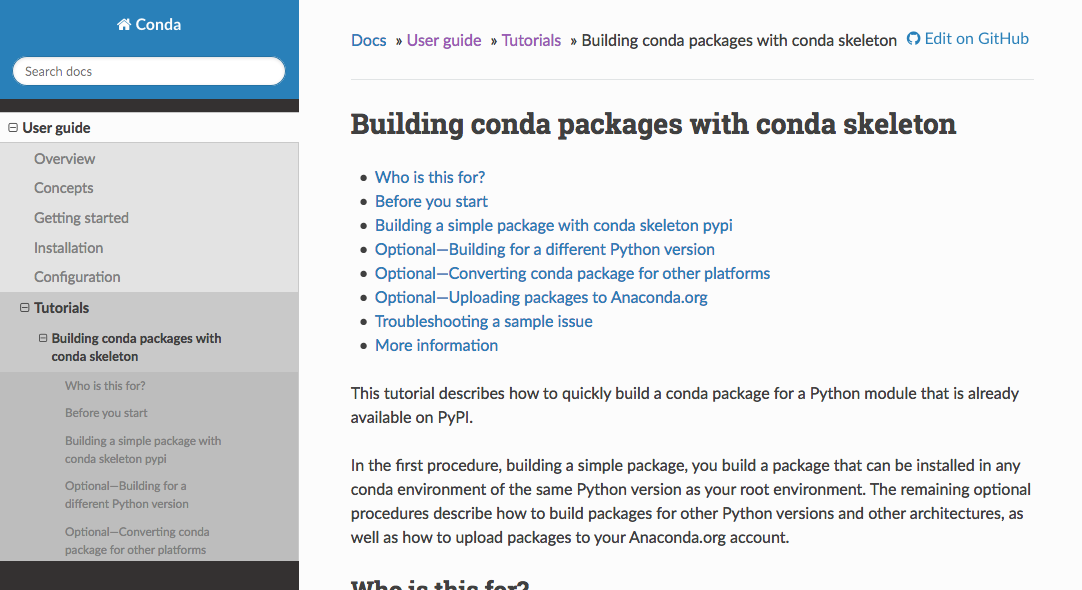 Conda
Search docs
User guide
Overview
Concepts
Getting started
Installation
Configuration
Tutorials
Building conda packages with
conda skeleton
Who is this for?
Before you start
Building a simple package with
conda skeleton pypi
Optional—Building for a
different Python version
Optional—Converting conda
package for other platforms
Docs » User guide » Tutorials » Building conda packages with conda skeleton
Edit on GitHub
Building conda packages with conda skeleton
Who is this for?
Before you start
Building a simple package with conda skeleton pypi
Optional—Building for a different Python version
Optional—Converting conda package for other platforms
Optional—Uploading packages to Anaconda.org
Troubleshooting a sample issue
More information
This tutorial describes how to quickly build a conda package for a Python module that is already
available on PyPI.
In the first procedure, building a simple package, you build a package that can be installed in any
conda environment of the same Python version as your root environment. The remaining optional
procedures describe how to build packages for other Python versions and other architectures, as
well as how to upload packages to your Anaconda.org account.
Who is this for?